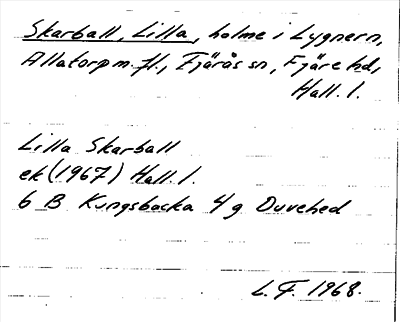 Skarball, Lilla, holme i Lygnern,
Allatorp m.fl., Fjärås sn, Fjäre hd,
Hall. l.
Lilla Skarball
ek (1967) Hall. l.
6 B Kungsbacka 4 g Duvehed
L. F. 1968.